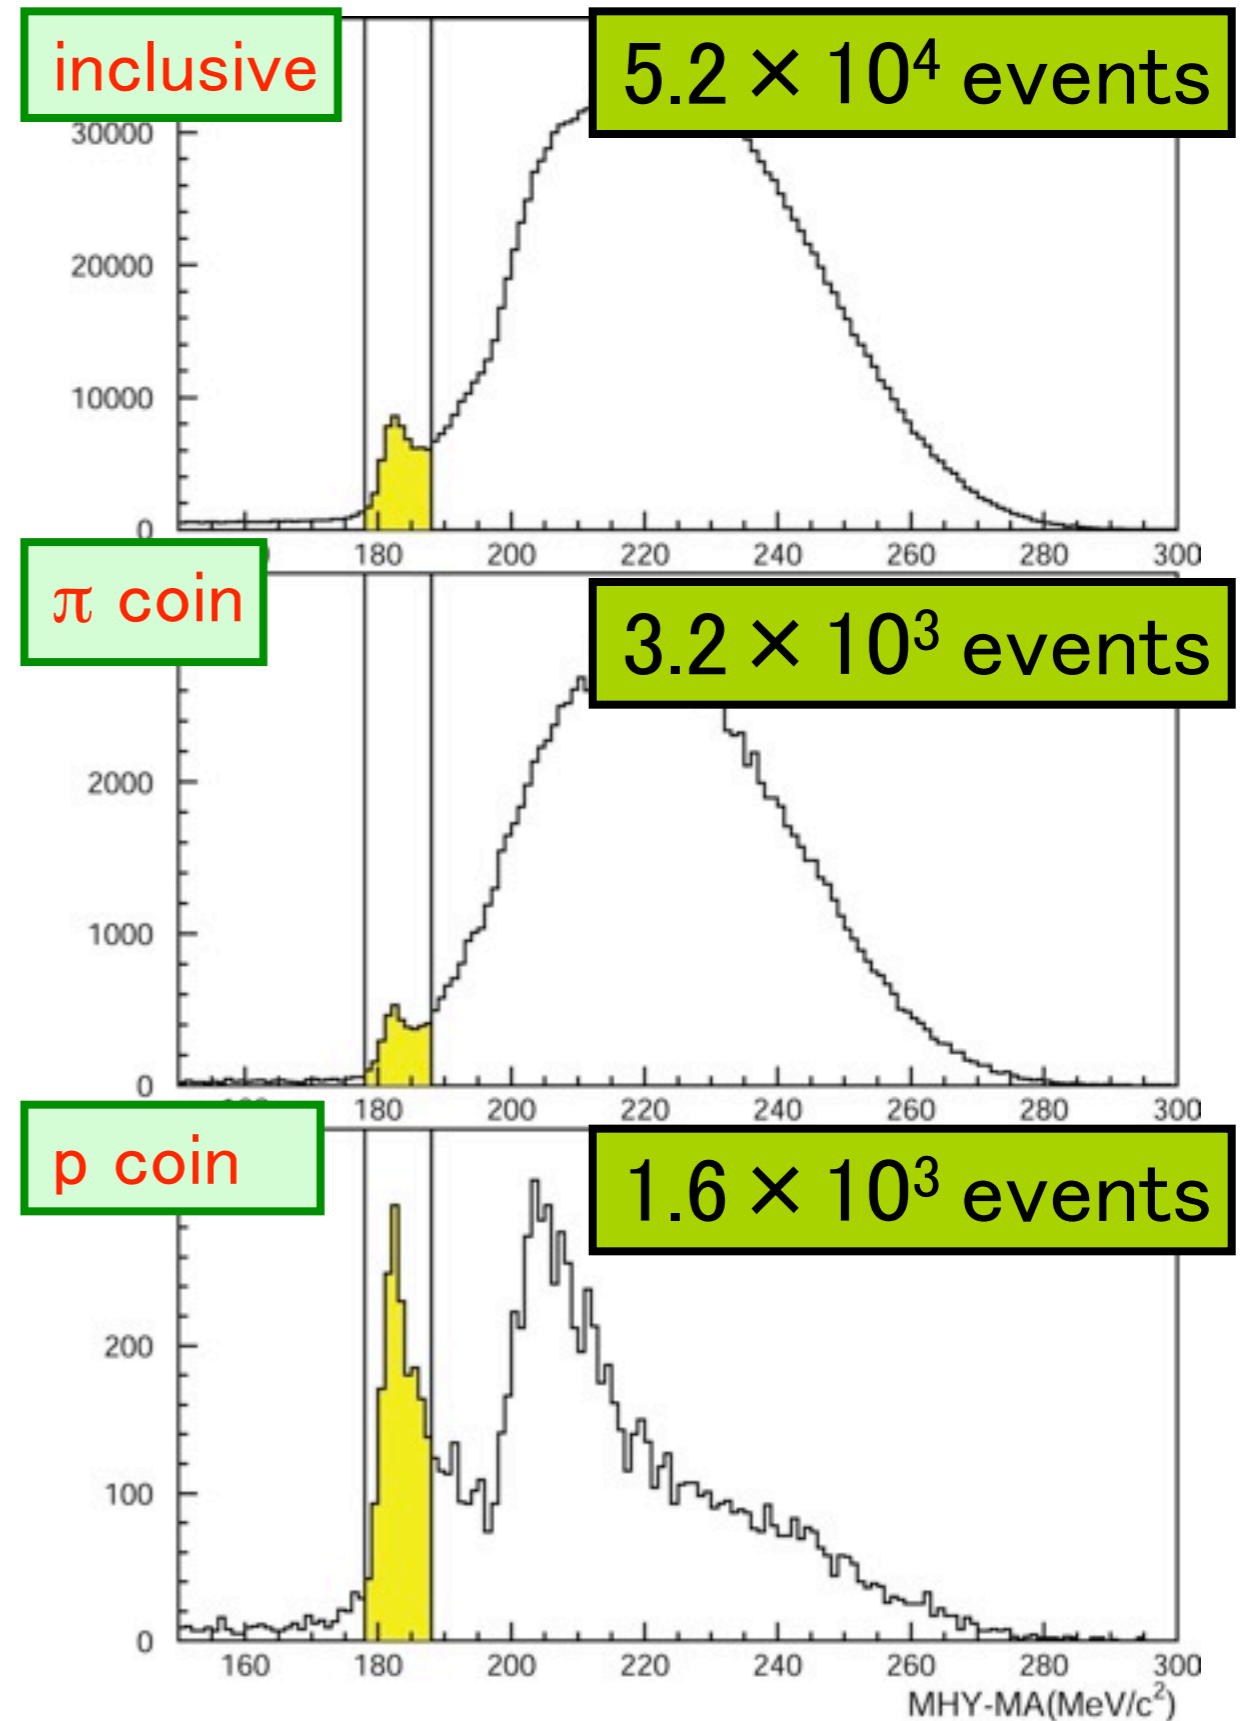 inclusive
5.2 × 10⁴ events
30000
20000
10000
0
180 200 220 240 260 280 300
π coin
3.2 × 10³ events
2000
1000
0
180 200 220 240 260 280 300
p coin
1.6 × 10³ events
200
100
0
160 180 200 220 240 260 280 300
MHY-MA(MeV/c²)